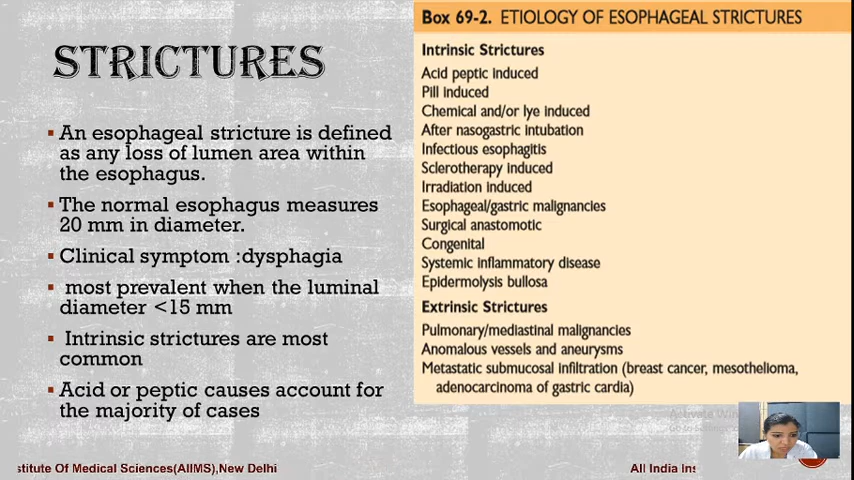 STRICTURES
▪ An esophageal stricture is defined
as any loss of lumen area within
the esophagus.
▪ The normal esophagus measures
20 mm in diameter.
▪ Clinical symptom :dysphagia
▪ most prevalent when the luminal
diameter <15 mm
▪ Intrinsic strictures are most
common
▪ Acid or peptic causes account for
the majority of cases
Box 69-2. ETIOLOGY OF ESOPHAGEAL STRICTURES
Intrinsic Strictures
Acid peptic induced
Pill induced
Chemical and/or lye induced
After nasogastric intubation
Infectious esophagitis
Sclerotherapy induced
Irradiation induced
Esophageal/gastric malignancies
Surgical anastomotic
Congenital
Systemic inflammatory disease
Epidermolysis bullosa
Extrinsic Strictures
Pulmonary/mediastinal malignancies
Anomalous vessels and aneurysms
Metastatic submucosal infiltration (breast cancer, mesothelioma,
adenocarcinoma of gastric cardia)
Activate Win
stitute Of Medical Sciences(AIIMS),New Delhi
All India Ins